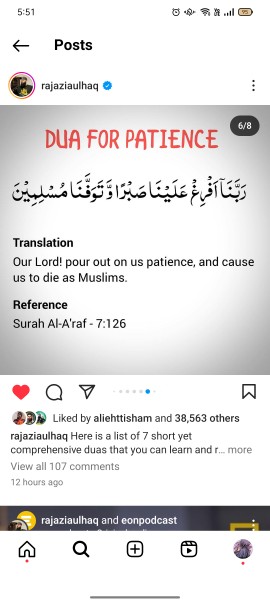 5:51
95
Posts
rajaziaulhaq
6/8
DUA FOR PATIENCE
رَبَّنَآ اَفْرِغْ عَلَيْنَا صَبْرًا وَّ تَوَفَّنَا مُسْلِمِيْنَ
Translation
Our Lord! pour out on us patience, and cause
us to die as Muslims.
Reference
Surah Al-A'raf - 7:126
Liked by aliehttisham and 38,563 others
rajaziaulhaq Here is a list of 7 short yet
comprehensive duas that you can learn and r... more
View all 107 comments
12 hours ago
rajaziaulhaq and eonpodcast